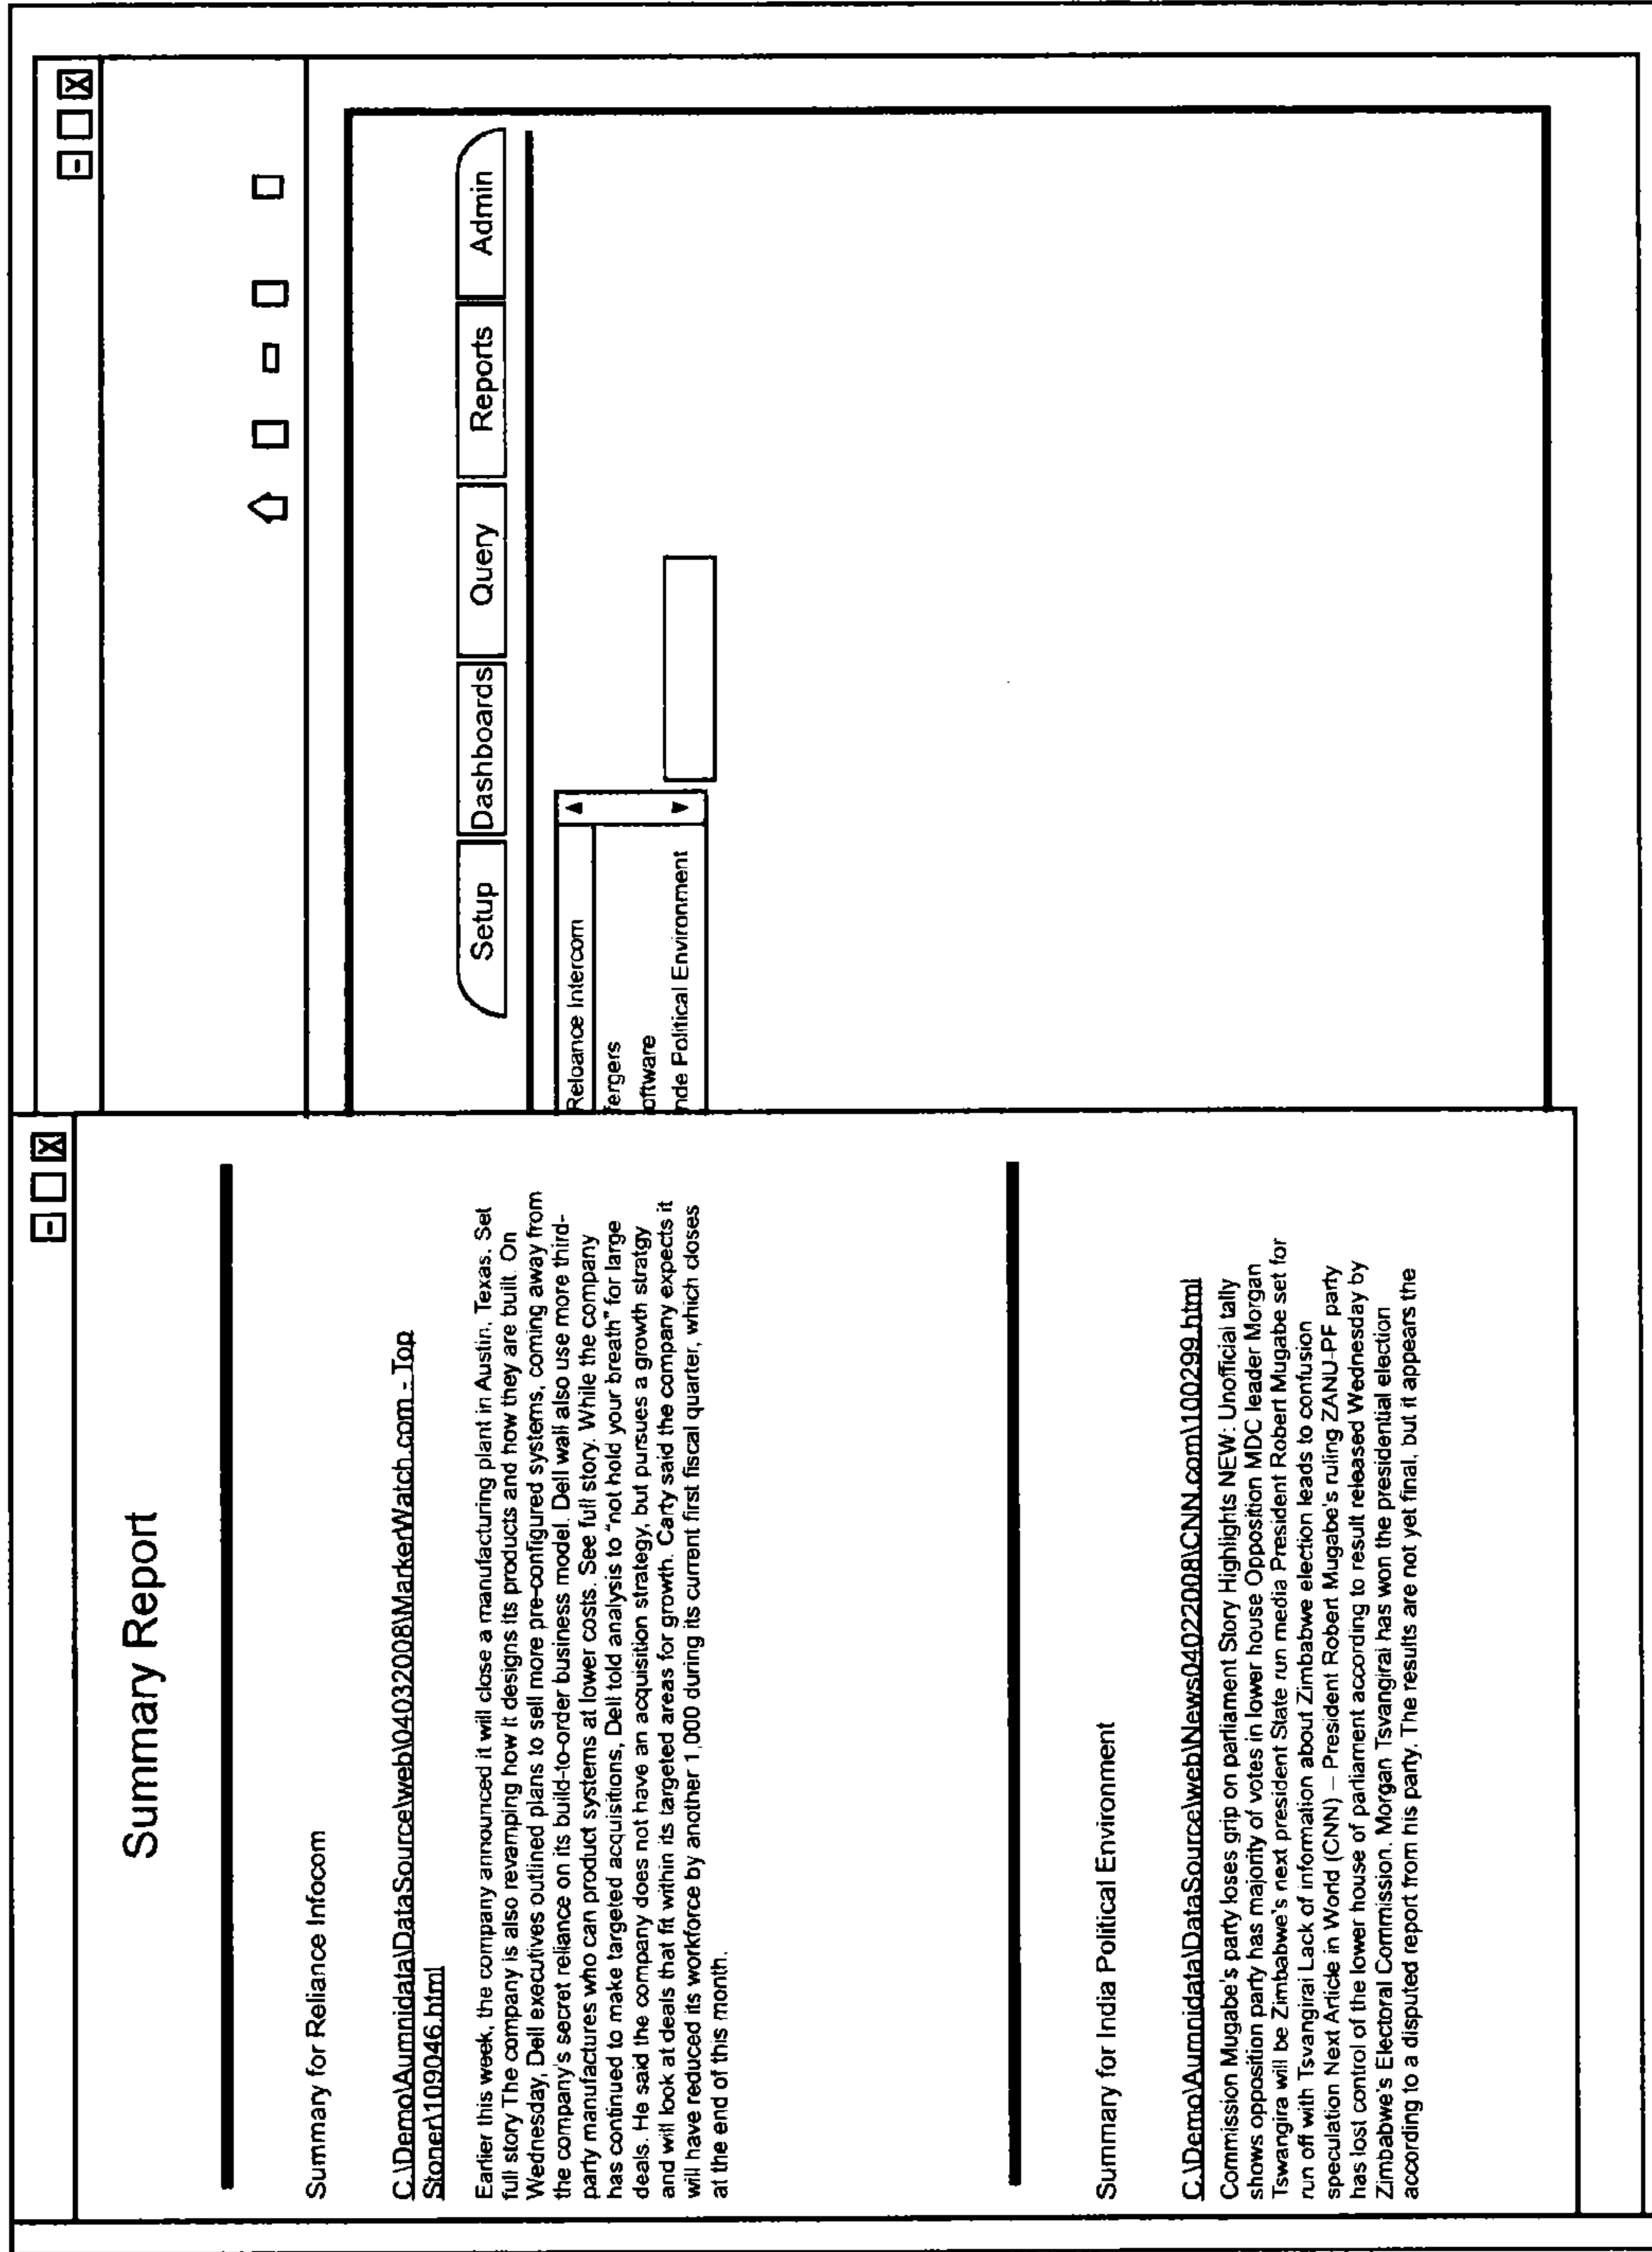 Summary Report
Summary for Reliance Infocom
C:\Demo\Aumnidata\DataSource\web\04032008\MarkerWatch.com - Top
Stoner\109046.html
Earlier this week, the company announced it will close a manufacturing plant in Austin, Texas. Set
full story The company is also revamping how it designs its products and how they are built. On
Wednesday, Dell executives outlined plans to sell more pre-configured systems, coming away from
the company's secret reliance on its build-to-order business model. Dell wall also use more third-
party manufactures who can product systems at lower costs. See full story. While the company
has continued to make targeted acquisitions, Dell told analysis to "not hold your breath" for large
deals. He said the company does not have an acquisition strategy, but pursues a growth stratgy
and will look at deals that fit within its targeted areas for growth. Carty said the company expects it
will have reduced its workforce by another 1,000 during its current first fiscal quarter, which closes
at the end of this month.
Summary for India Political Environment
C:\Demo\Aumnidata\DataSource\web\News04022008\CNN.com\100299.html
Commission Mugabe's party loses grip on parliament Story Highlights NEW: Unofficial tally
shows opposition party has majority of votes in lower house Opposition MDC leader Morgan
Tswangira will be Zimbabwe's next president State run media President Robert Mugabe set for
run off with Tsvangirai Lack of information about Zimbabwe election leads to confusion
speculation Next Article in World (CNN) – President Robert Mugabe's ruling ZANU-PF party
has lost control of the lower house of parliament according to result released Wednesday by
Zimbabwe's Electoral Commission. Morgan Tsvangiral has won the presidential election
according to a disputed report from his party. The results are not yet final, but it appears the
Setup
Dashboards
Query
Reports
Admin
Reloance Intercom
ergers
oftware
nde Political Environment